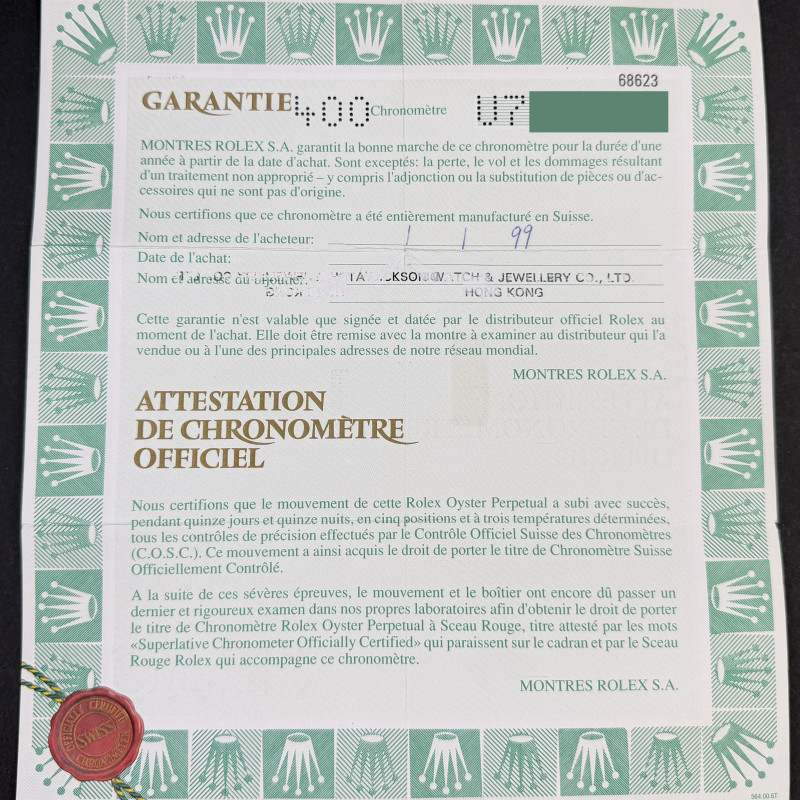 68623
GARANTIE 400 Chronomètre U7
MONTRES ROLEX S.A. garantit la bonne marche de ce chronomètre pour la durée d'une
année à partir de la date d'achat. Sont exceptés: la perte, le vol et les dommages résultant
d'un traitement non approprié – y compris l'adjonction ou la substitution de pièces ou d'ac-
cessoires qui ne sont pas d'origine.
Nous certifions que ce chronomètre a été entièrement manufacturé en Suisse.
Nom et adresse de l'acheteur: 1 1 99
Date de l'achat:
Nom et adresse du bijoutier: WATCH & JEWELLERY CO., LTD.
HONG KONG
Cette garantie n'est valable que signée et datée par le distributeur officiel Rolex au
moment de l'achat. Elle doit être remise avec la montre à examiner au distributeur qui l'a
vendue ou à l'une des principales adresses de notre réseau mondial.
MONTRES ROLEX S.A.
ATTESTATION
DE CHRONOMÈTRE
OFFICIEL
Nous certifions que le mouvement de cette Rolex Oyster Perpetual a subi avec succès,
pendant quinze jours et quinze nuits, en cinq positions et à trois températures déterminées,
tous les contrôles de précision effectués par le Contrôle Officiel Suisse des Chronomètres
(C.O.S.C.). Ce mouvement a ainsi acquis le droit de porter le titre de Chronomètre Suisse
Officiellement Contrôlé.
A la suite de ces sévères épreuves, le mouvement et le boîtier ont encore dû passer un
dernier et rigoureux examen dans nos propres laboratoires afin d'obtenir le droit de porter
le titre de Chronomètre Rolex Oyster Perpetual à Sceau Rouge, titre attesté par les mots
«Superlative Chronometer Officially Certified» qui paraissent sur le cadran et par le Sceau
Rouge Rolex qui accompagne ce chronomètre.
MONTRES ROLEX S.A.
OFFICIALLY CERTIFIED
SWISS
CHRONOMETER
564.00.6T